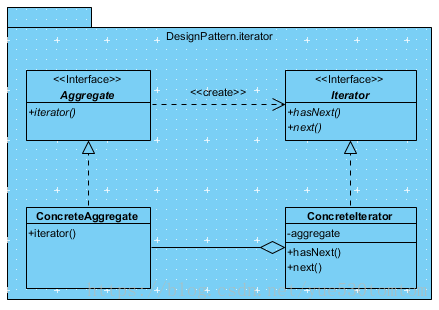 DesignPattern.iterator
<<Interface>>
Aggregate
+iterator()
<<create>>
<<Interface>>
Iterator
+hasNext()
+next()
ConcreteAggregate
+iterator()
ConcreteIterator
-aggregate
+hasNext()
+next()